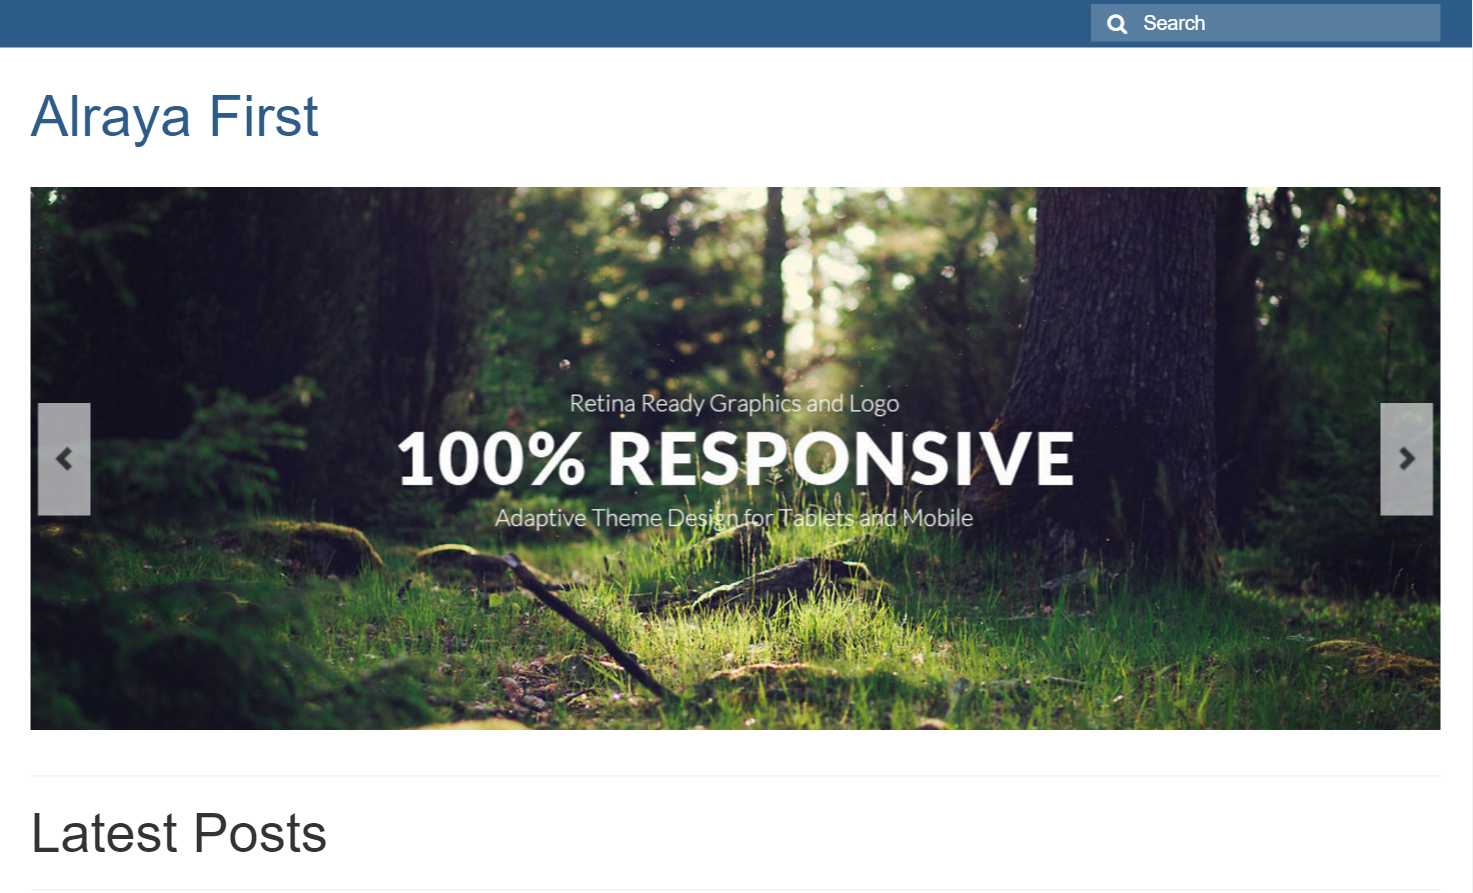 Search
Alraya First
Retina Ready Graphics and Logo
100% RESPONSIVE
Adaptive Theme Design for Tablets and Mobile
Latest Posts